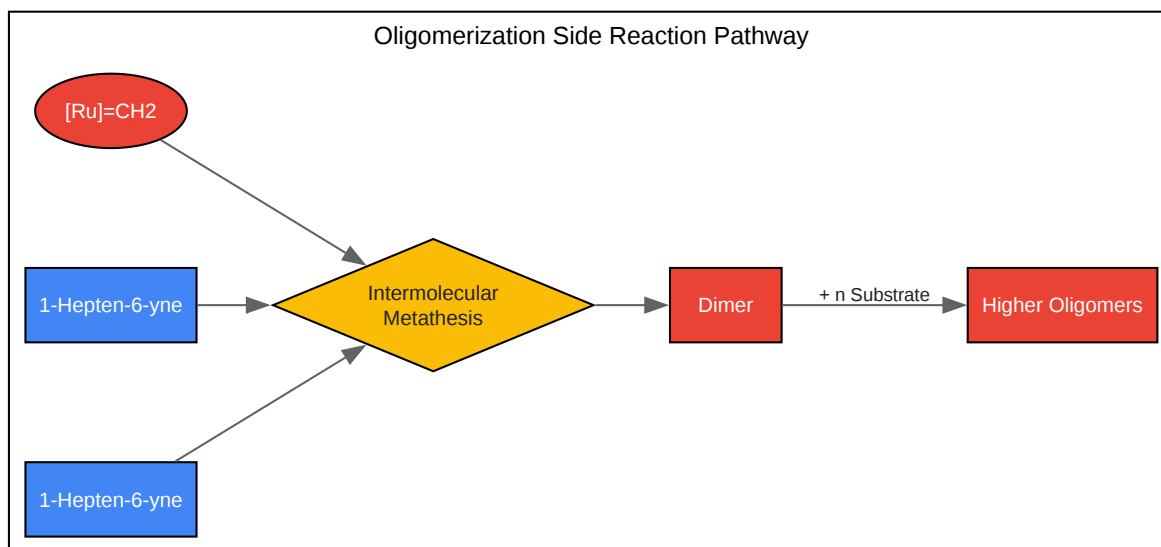 Oligomerization Side Reaction Pathway
[Ru]=CH2
1-Hepten-6-yne
Intermolecular
Metathesis
Dimer
+ n Substrate
Higher Oligomers
1-Hepten-6-yne